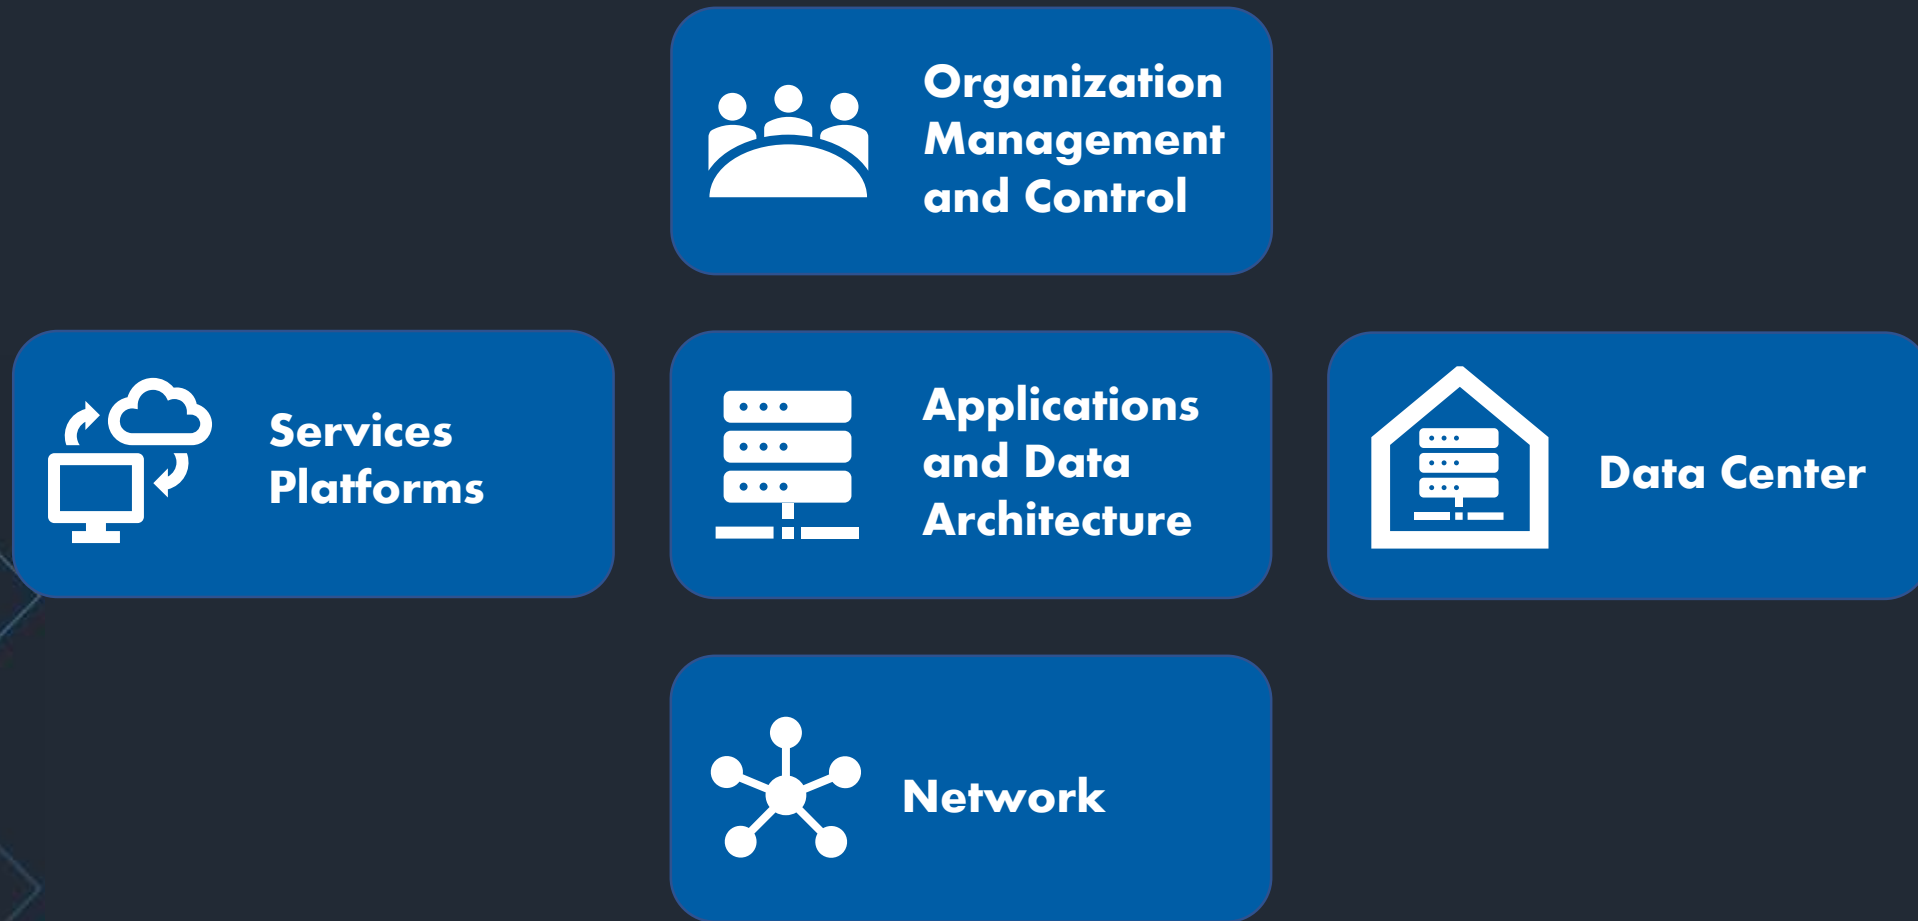 Organization
Management
and Control
Services
Platforms
Applications
and Data
Architecture
Data Center
Network